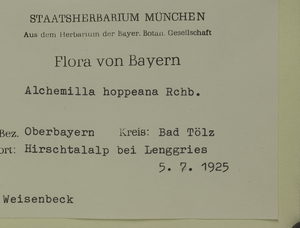 STAATSHERBARIUM MÜNCHEN
Aus dem Herbarium der Bayer. Botan. Gesellschaft
Flora von Bayern
Alchemilla hoppeana Rchb.
Bez. Oberbayern Kreis: Bad Tölz
ort: Hirschtalalp bei Lenggries
5. 7. 1925
Weisenbeck